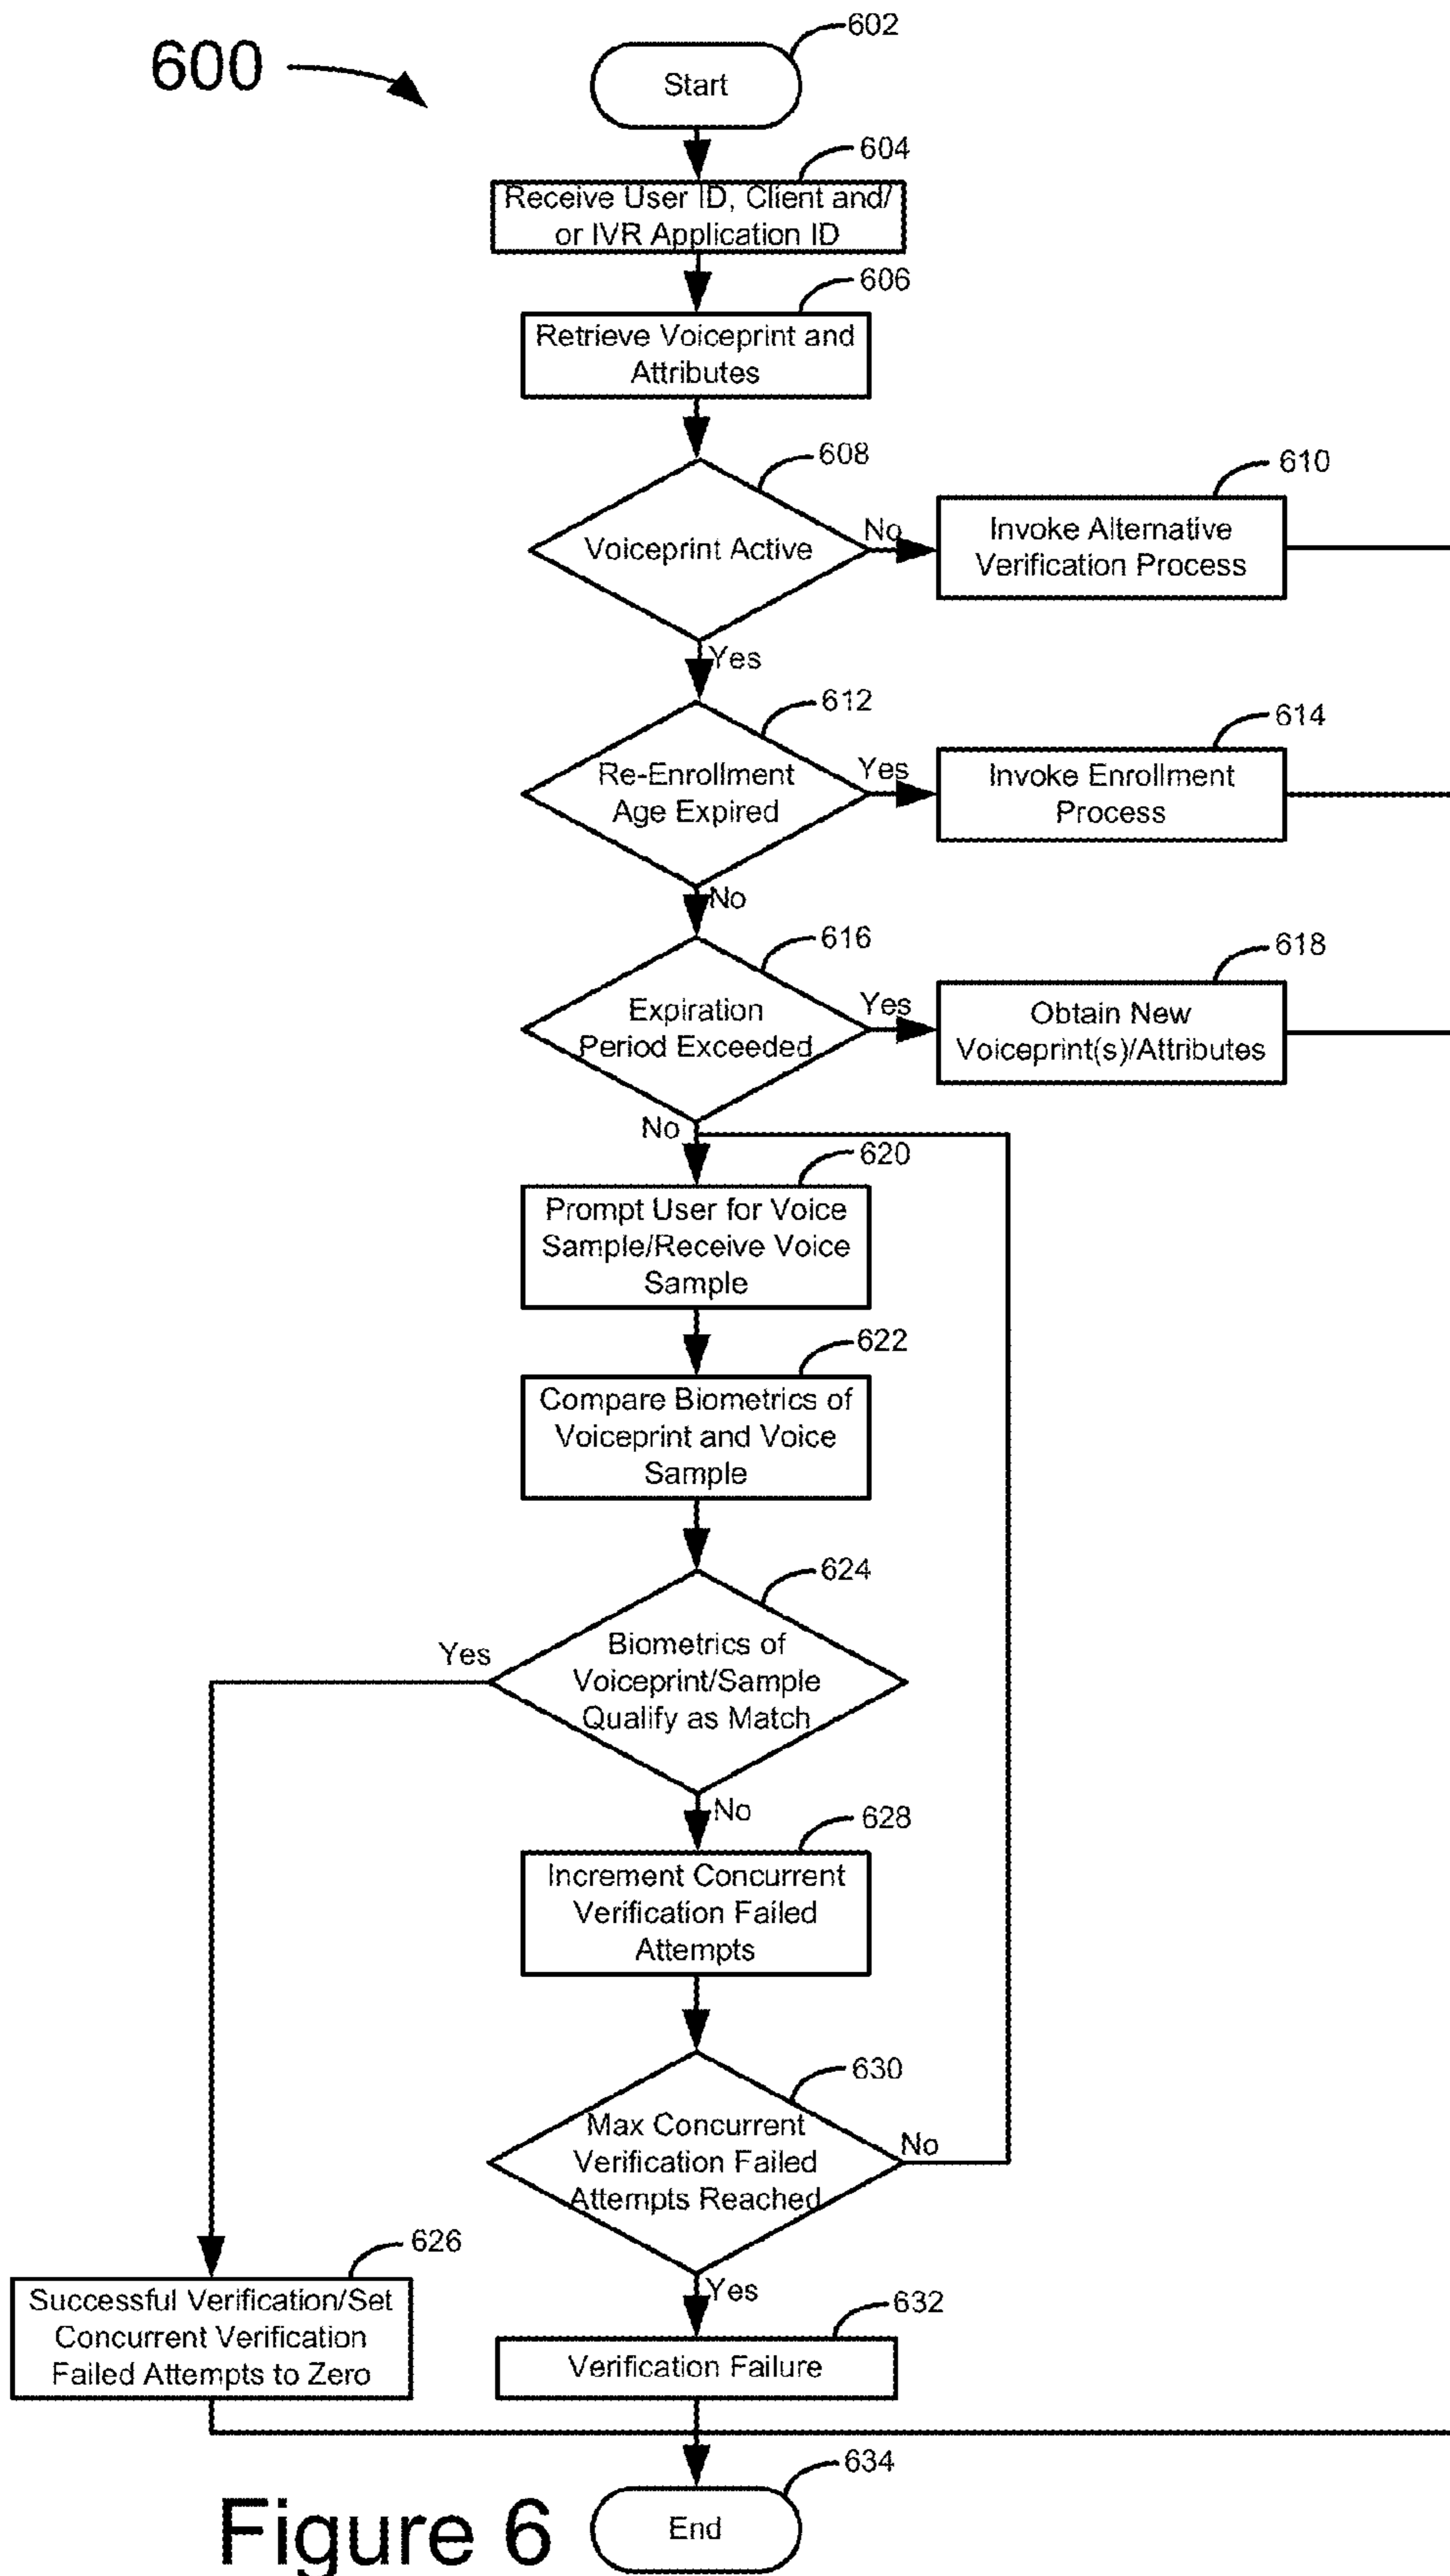 600
602
Start
604
Receive User ID, Client and/
or IVR Application ID
606
Retrieve Voiceprint and
Attributes
608
Voiceprint Active
No
610
Invoke Alternative
Verification Process
Yes
612
Re-Enrollment
Age Expired
Yes
614
Invoke Enrollment
Process
No
616
Expiration
Period Exceeded
Yes
618
Obtain New
Voiceprint(s)/Attributes
No
620
Prompt User for Voice
Sample/Receive Voice
Sample
622
Compare Biometrics of
Voiceprint and Voice
Sample
624
Biometrics of
Voiceprint/Sample
Qualify as Match
Yes
No
628
Increment Concurrent
Verification Failed
Attempts
630
Max Concurrent
Verification Failed
Attempts Reached
No
626
Successful Verification/Set
Concurrent Verification
Failed Attempts to Zero
Yes
632
Verification Failure
634
End
Figure 6